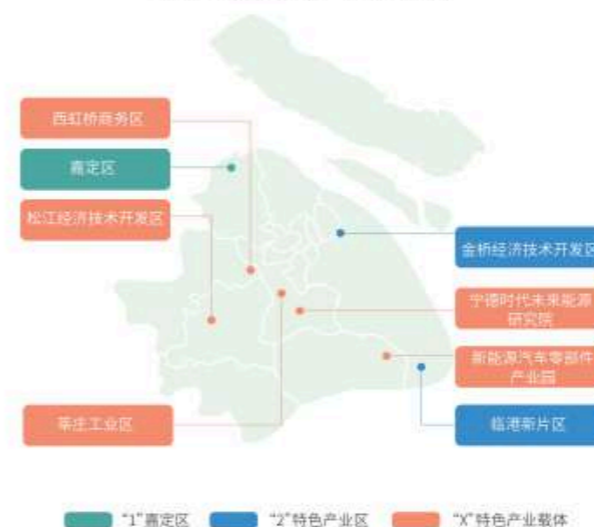 西虹桥商务区
嘉定区
松江经济技术开发区
金桥经济技术开发区
宁德时代未来能源
研究院
新能源汽车零部件
产业园
莘庄工业区
临港新片区
“1”嘉定区
“2”特色产业区
“X”特色产业载体